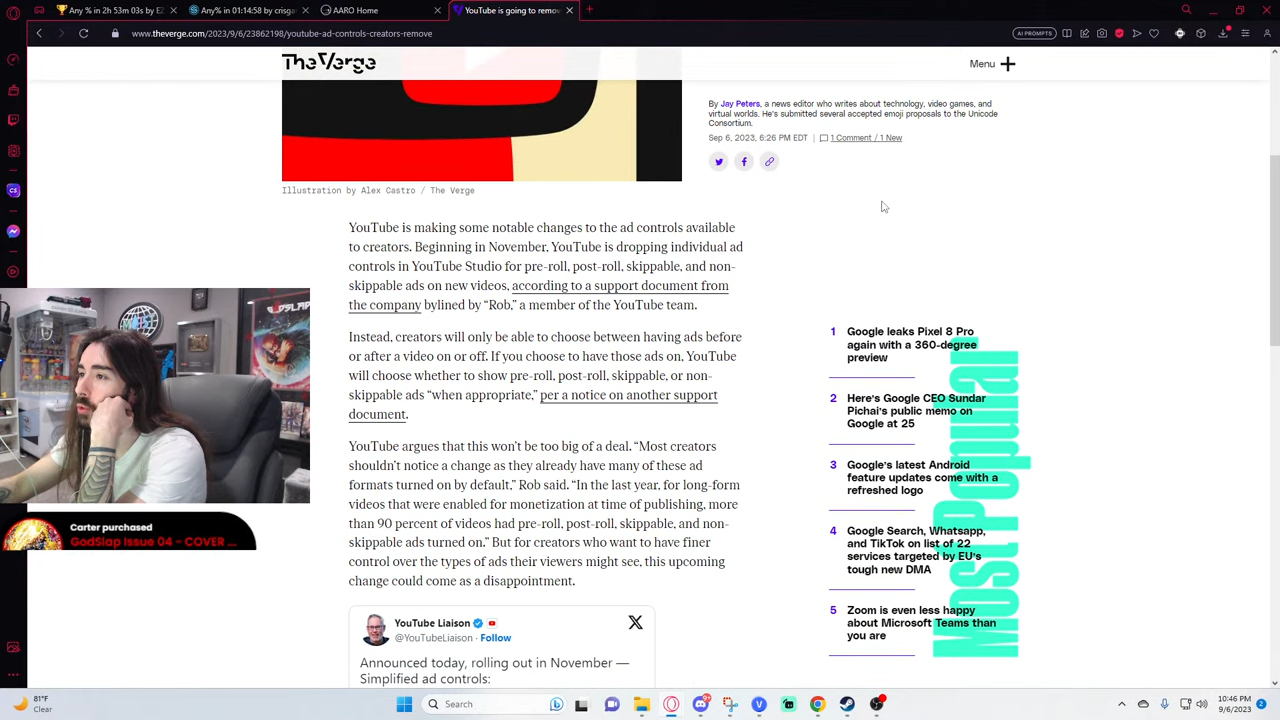 Any % in 2h 53m 03s by E
Any% in 01:14:58 by
AARO Home
YouTube is going to remo
www.theverge.com/2023/9/6/23862198/youtube-ad-controls-creators-remove
AI PROMPTS
TheVerge
Menu
By Jay Peters, a news editor who writes about technology, video games, and
virtual worlds. He's submitted several accepted emoji proposals to the Unicode
Consortium.
Sep 6, 2023, 6:26 PM EDT | 1 Comment / 1 New
Illustration by Alex Castro / The Verge
YouTube is making some notable changes to the ad controls available
to creators. Beginning in November, YouTube is dropping individual ad
controls in YouTube Studio for pre-roll, post-roll, skippable, and non-
skippable ads on new videos, according to a support document from
the company bylined by “Rob,” a member of the YouTube team.
Instead, creators will only be able to choose between having ads before
or after a video on or off. If you choose to have those ads on, YouTube
will choose whether to show pre-roll, post-roll, skippable, or non-
skippable ads “when appropriate,” per a notice on another support
document.
YouTube argues that this won’t be too big of a deal. “Most creators
shouldn’t notice a change as they already have many of these ad
formats turned on by default,” Rob said. “In the last year, for long-form
videos that were enabled for monetization at time of publishing, more
than 90 percent of videos had pre-roll, post-roll, skippable, and non-
skippable ads turned on.” But for creators who want to have finer
control over the types of ads their viewers might see, this upcoming
change could come as a disappointment.
YouTube Liaison
@YouTubeLiaison · Follow
Announced today, rolling out in November —
Simplified ad controls:
Most Popular
1 Google leaks Pixel 8 Pro
again with a 360-degree
preview
2 Here’s Google CEO Sundar
Pichai’s public memo on
Google at 25
3 Google’s latest Android
feature updates come with a
refreshed logo
4 Google Search, Whatsapp,
and TikTok on list of 22
services targeted by EU’s
tough new DMA
5 Zoom is even less happy
about Microsoft Teams than
you are
Carter purchased
GodSlap Issue 04 - COVER ...
81°F
Clear
Search
10:46 PM
9/6/2023